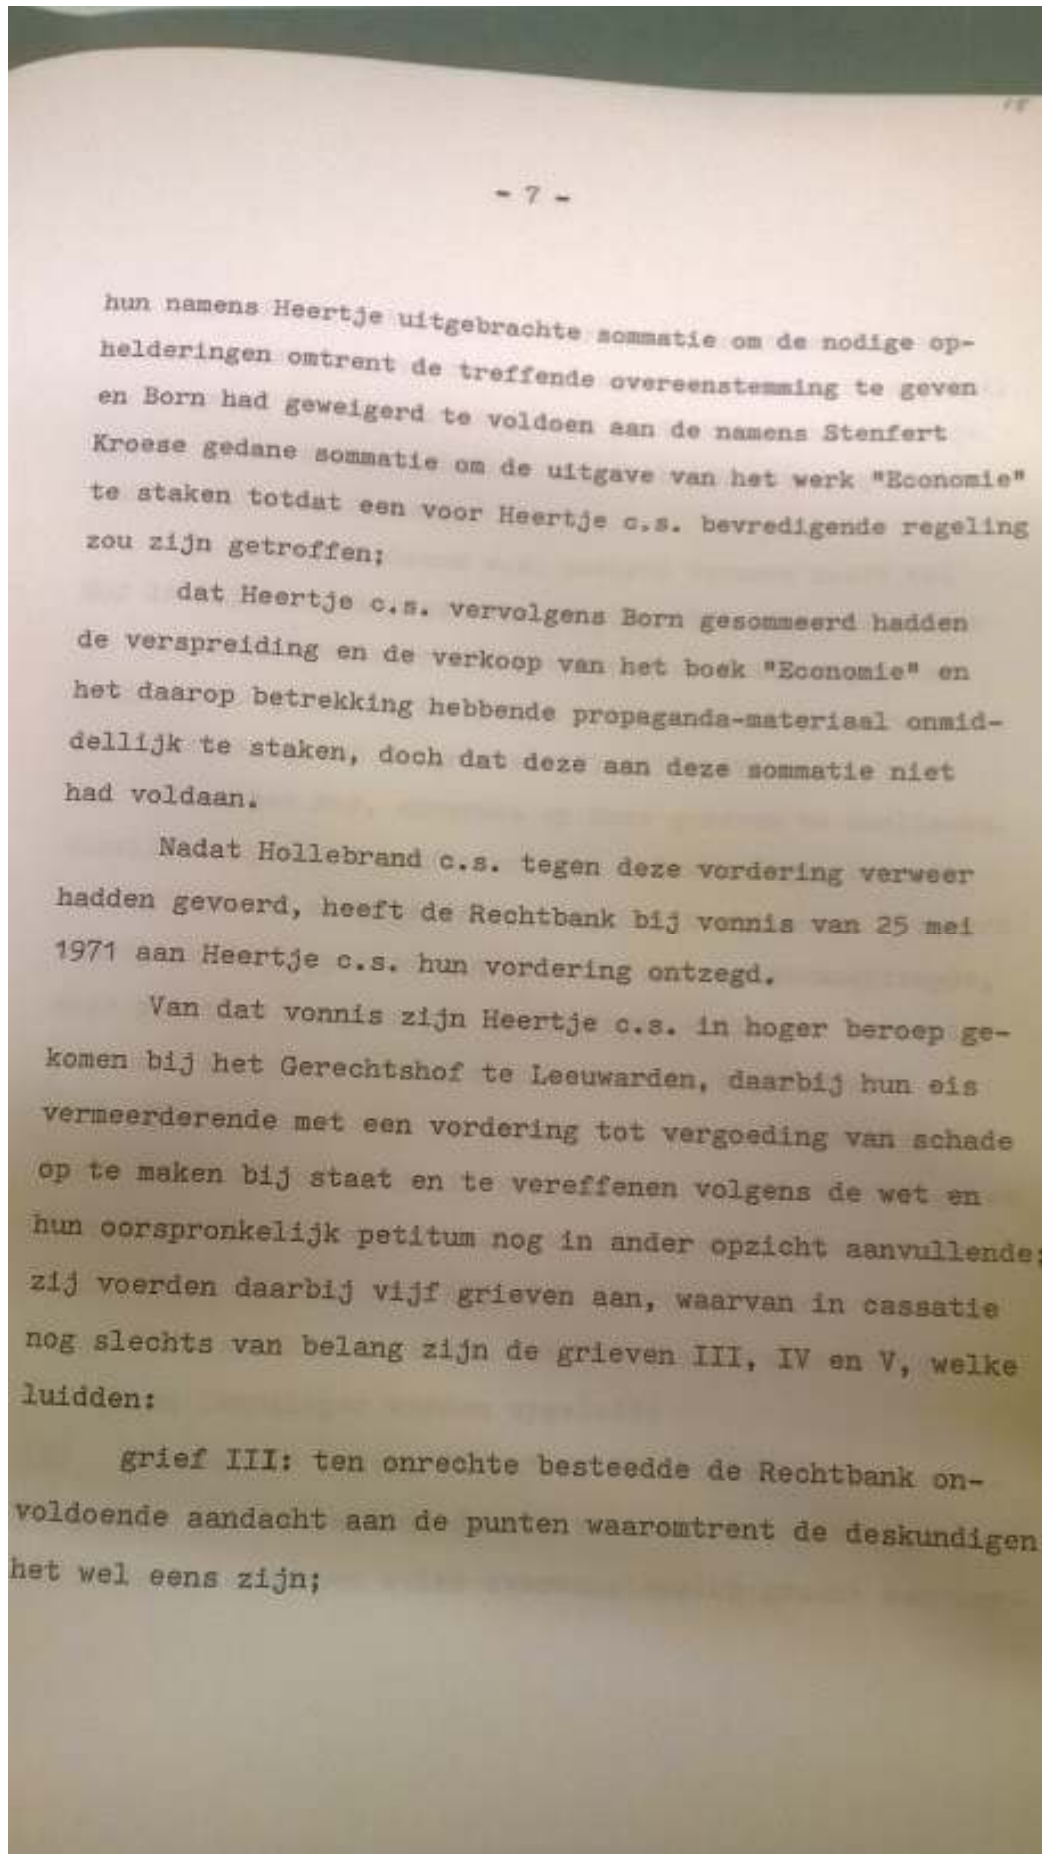 - 7 -
hun namens Heertje uitgebrachte sommatie om de nodige op-
helderingen omtrent de treffende overeenstemming te geven
en Born had geweigerd te voldoen aan de namens Stenfert
Kroese gedane sommatie om de uitgave van het werk "Economie"
te staken totdat een voor Heertje c.s. bevredigende regeling
zou zijn getroffen;
dat Heertje c.s. vervolgens Born gesommeerd hadden
de verspreiding en de verkoop van het boek "Economie" en
het daarop betrekking hebbende propaganda-materiaal onmid-
dellijk te staken, doch dat deze aan deze sommatie niet
had voldaan.
Nadat Hollebrand c.s. tegen deze vordering verweer
hadden gevoerd, heeft de Rechtbank bij vonnis van 25 mei
1971 aan Heertje c.s. hun vordering ontzegd.
Van dat vonnis zijn Heertje c.s. in hoger beroep ge-
komen bij het Gerechtshof te Leeuwarden, daarbij hun eis
vermeerderende met een vordering tot vergoeding van schade
op te maken bij staat en te vereffenen volgens de wet en
hun oorspronkelijk petitum nog in ander opzicht aanvullende;
zij voerden daarbij vijf grieven aan, waarvan in cassatie
nog slechts van belang zijn de grieven III, IV en V, welke
luidden:
grief III: ten onrechte besteedde de Rechtbank on-
voldoende aandacht aan de punten waaromtrent de deskundigen
het wel eens zijn;